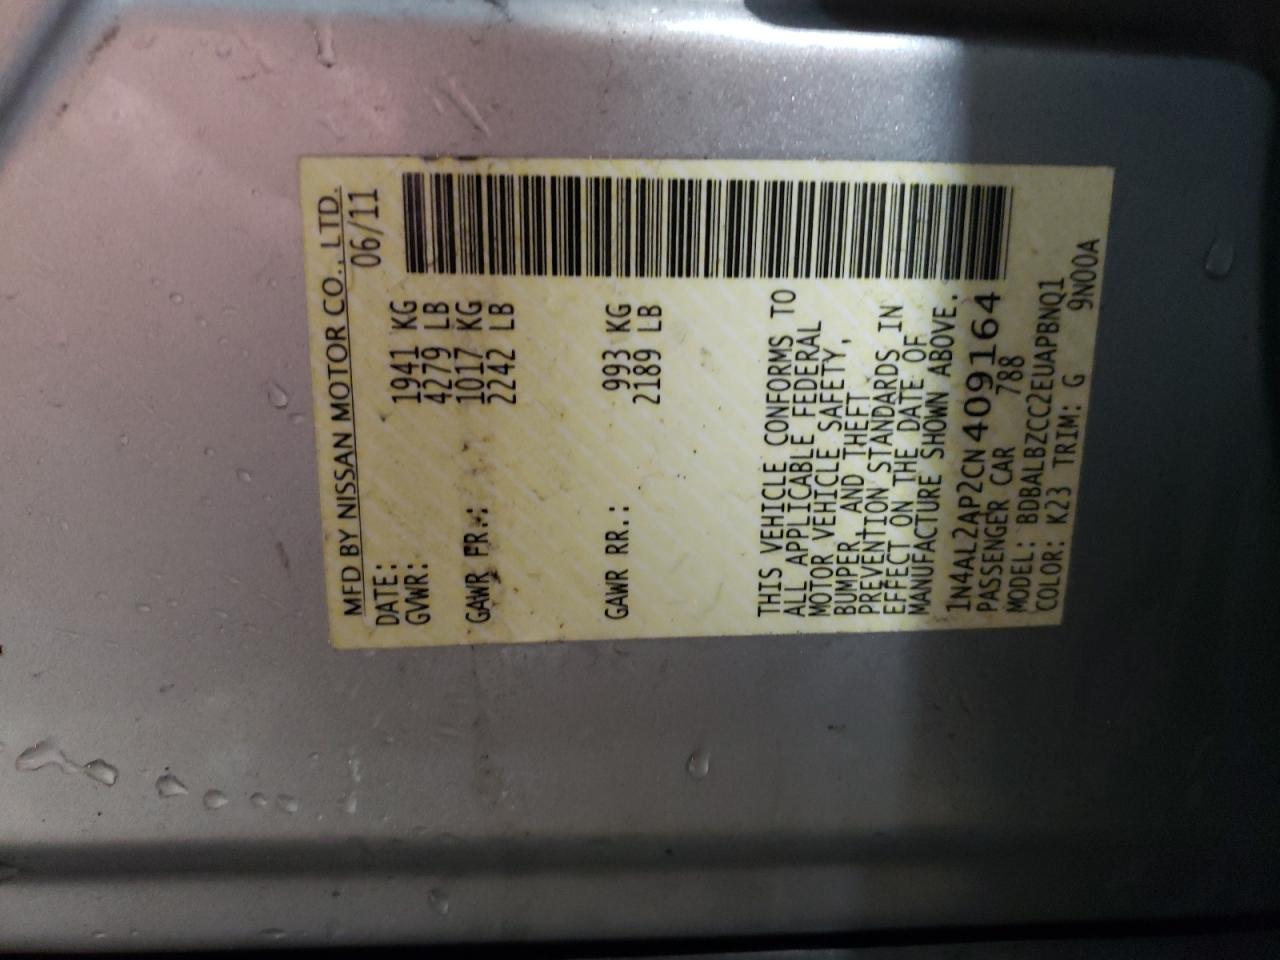 MFD BY NISSAN MOTOR CO., LTD.
DATE: 06/11
GVWR: 1941 KG
4279 LB
GAWR FR.: 1017 KG
2242 LB
GAWR RR.: 993 KG
2189 LB
THIS VEHICLE CONFORMS TO
ALL APPLICABLE FEDERAL
MOTOR VEHICLE SAFETY,
BUMPER, AND THEFT
PREVENTION STANDARDS IN
EFFECT ON THE DATE OF
MANUFACTURE SHOWN ABOVE.
1N4AL2AP2CN409164
PASSENGER CAR 788
MODEL: BDBALBZCC2EUAPBNQ1
COLOR: K23 TRIM: G 9N00A